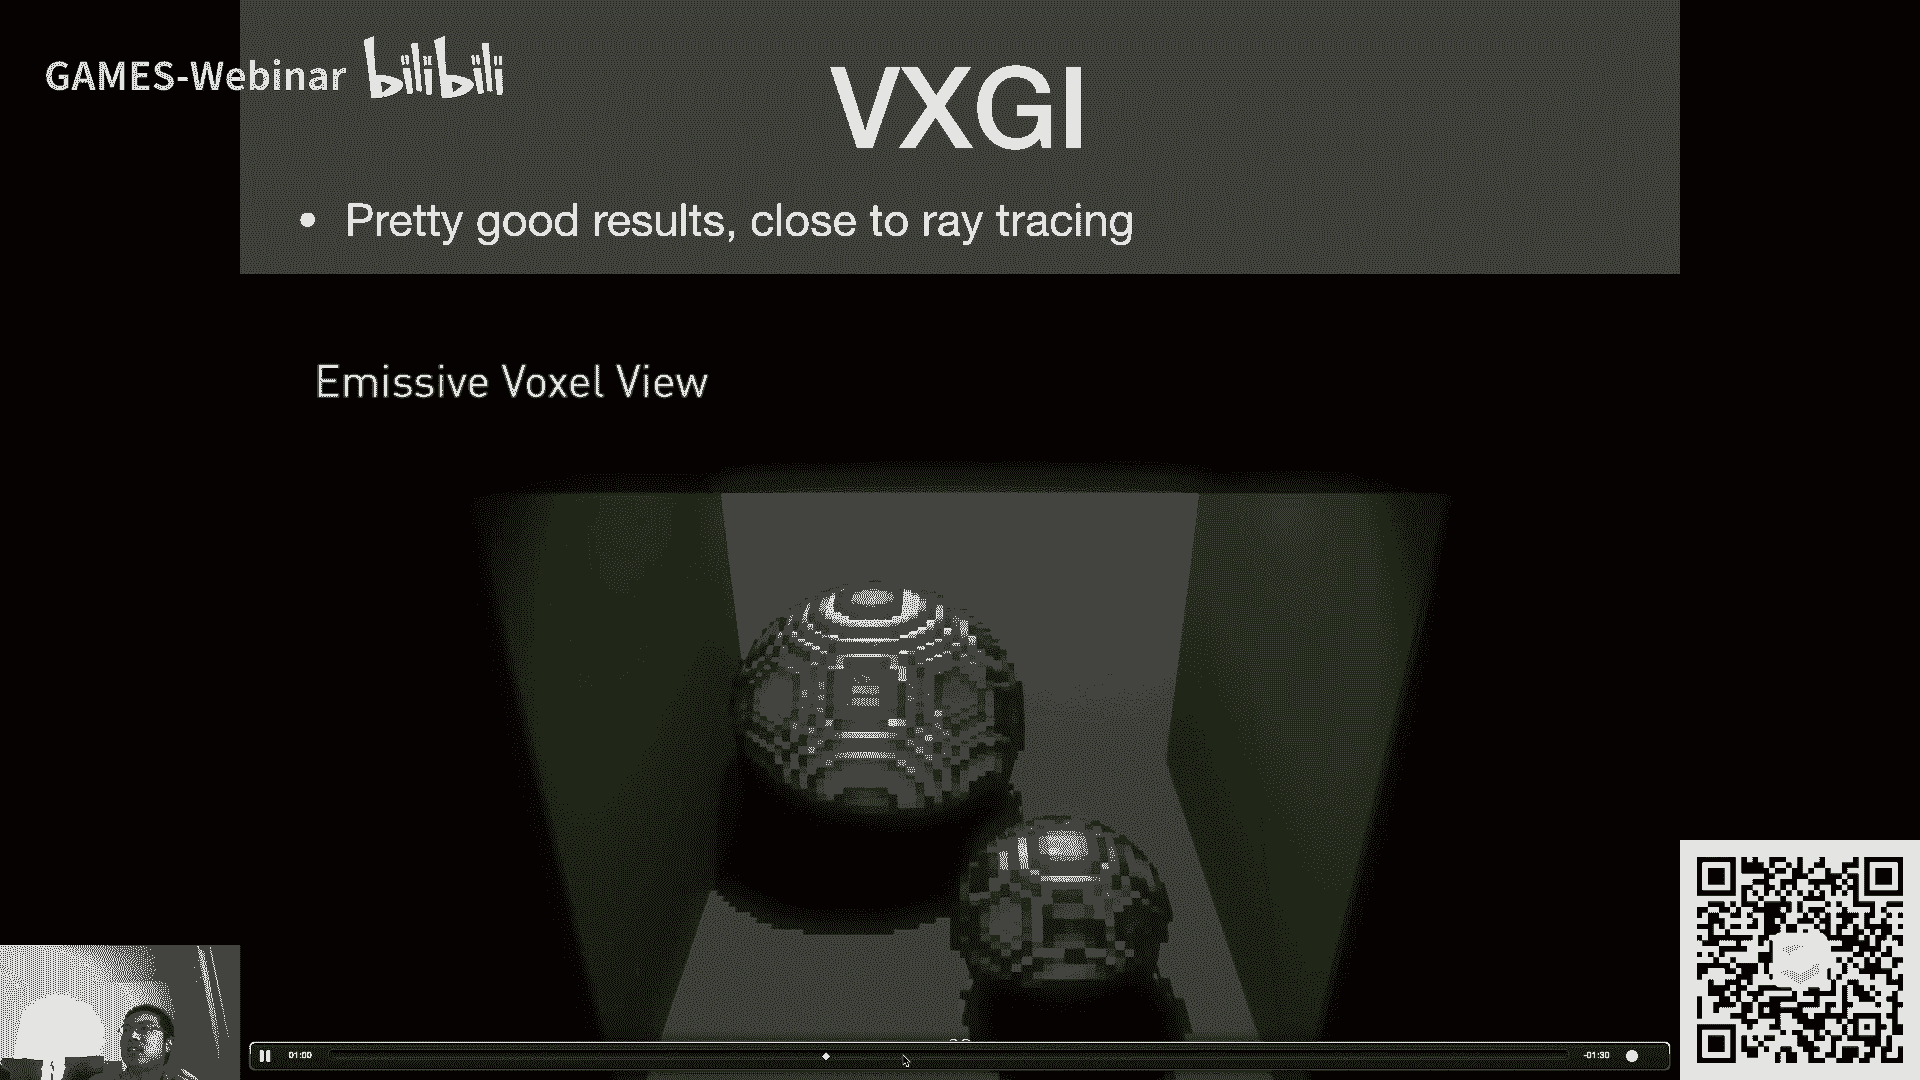 GAMES-Webinar bilibili
VXGI
• Pretty good results, close to ray tracing
Emissive Voxel View
01:00
-01:30